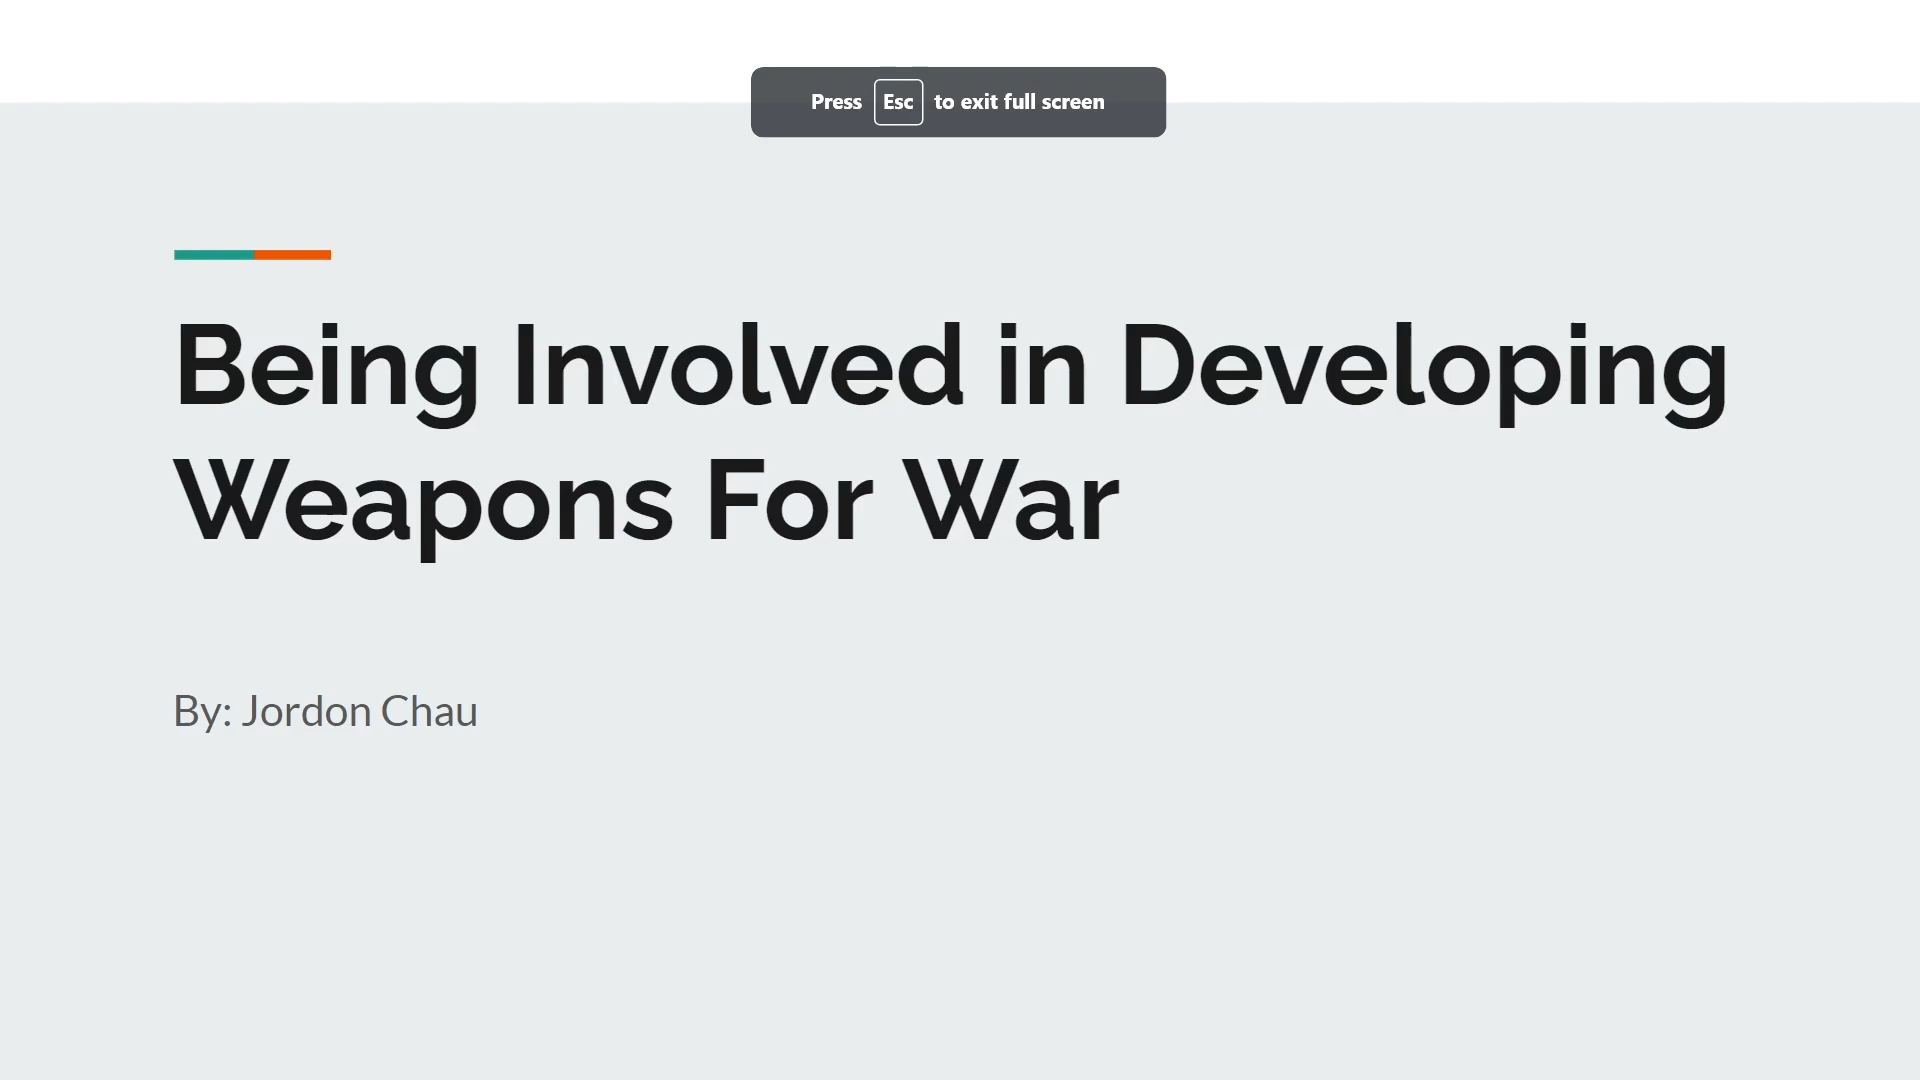 Press Esc to exit full screen
Being Involved in Developing
Weapons For War
By: Jordon Chau